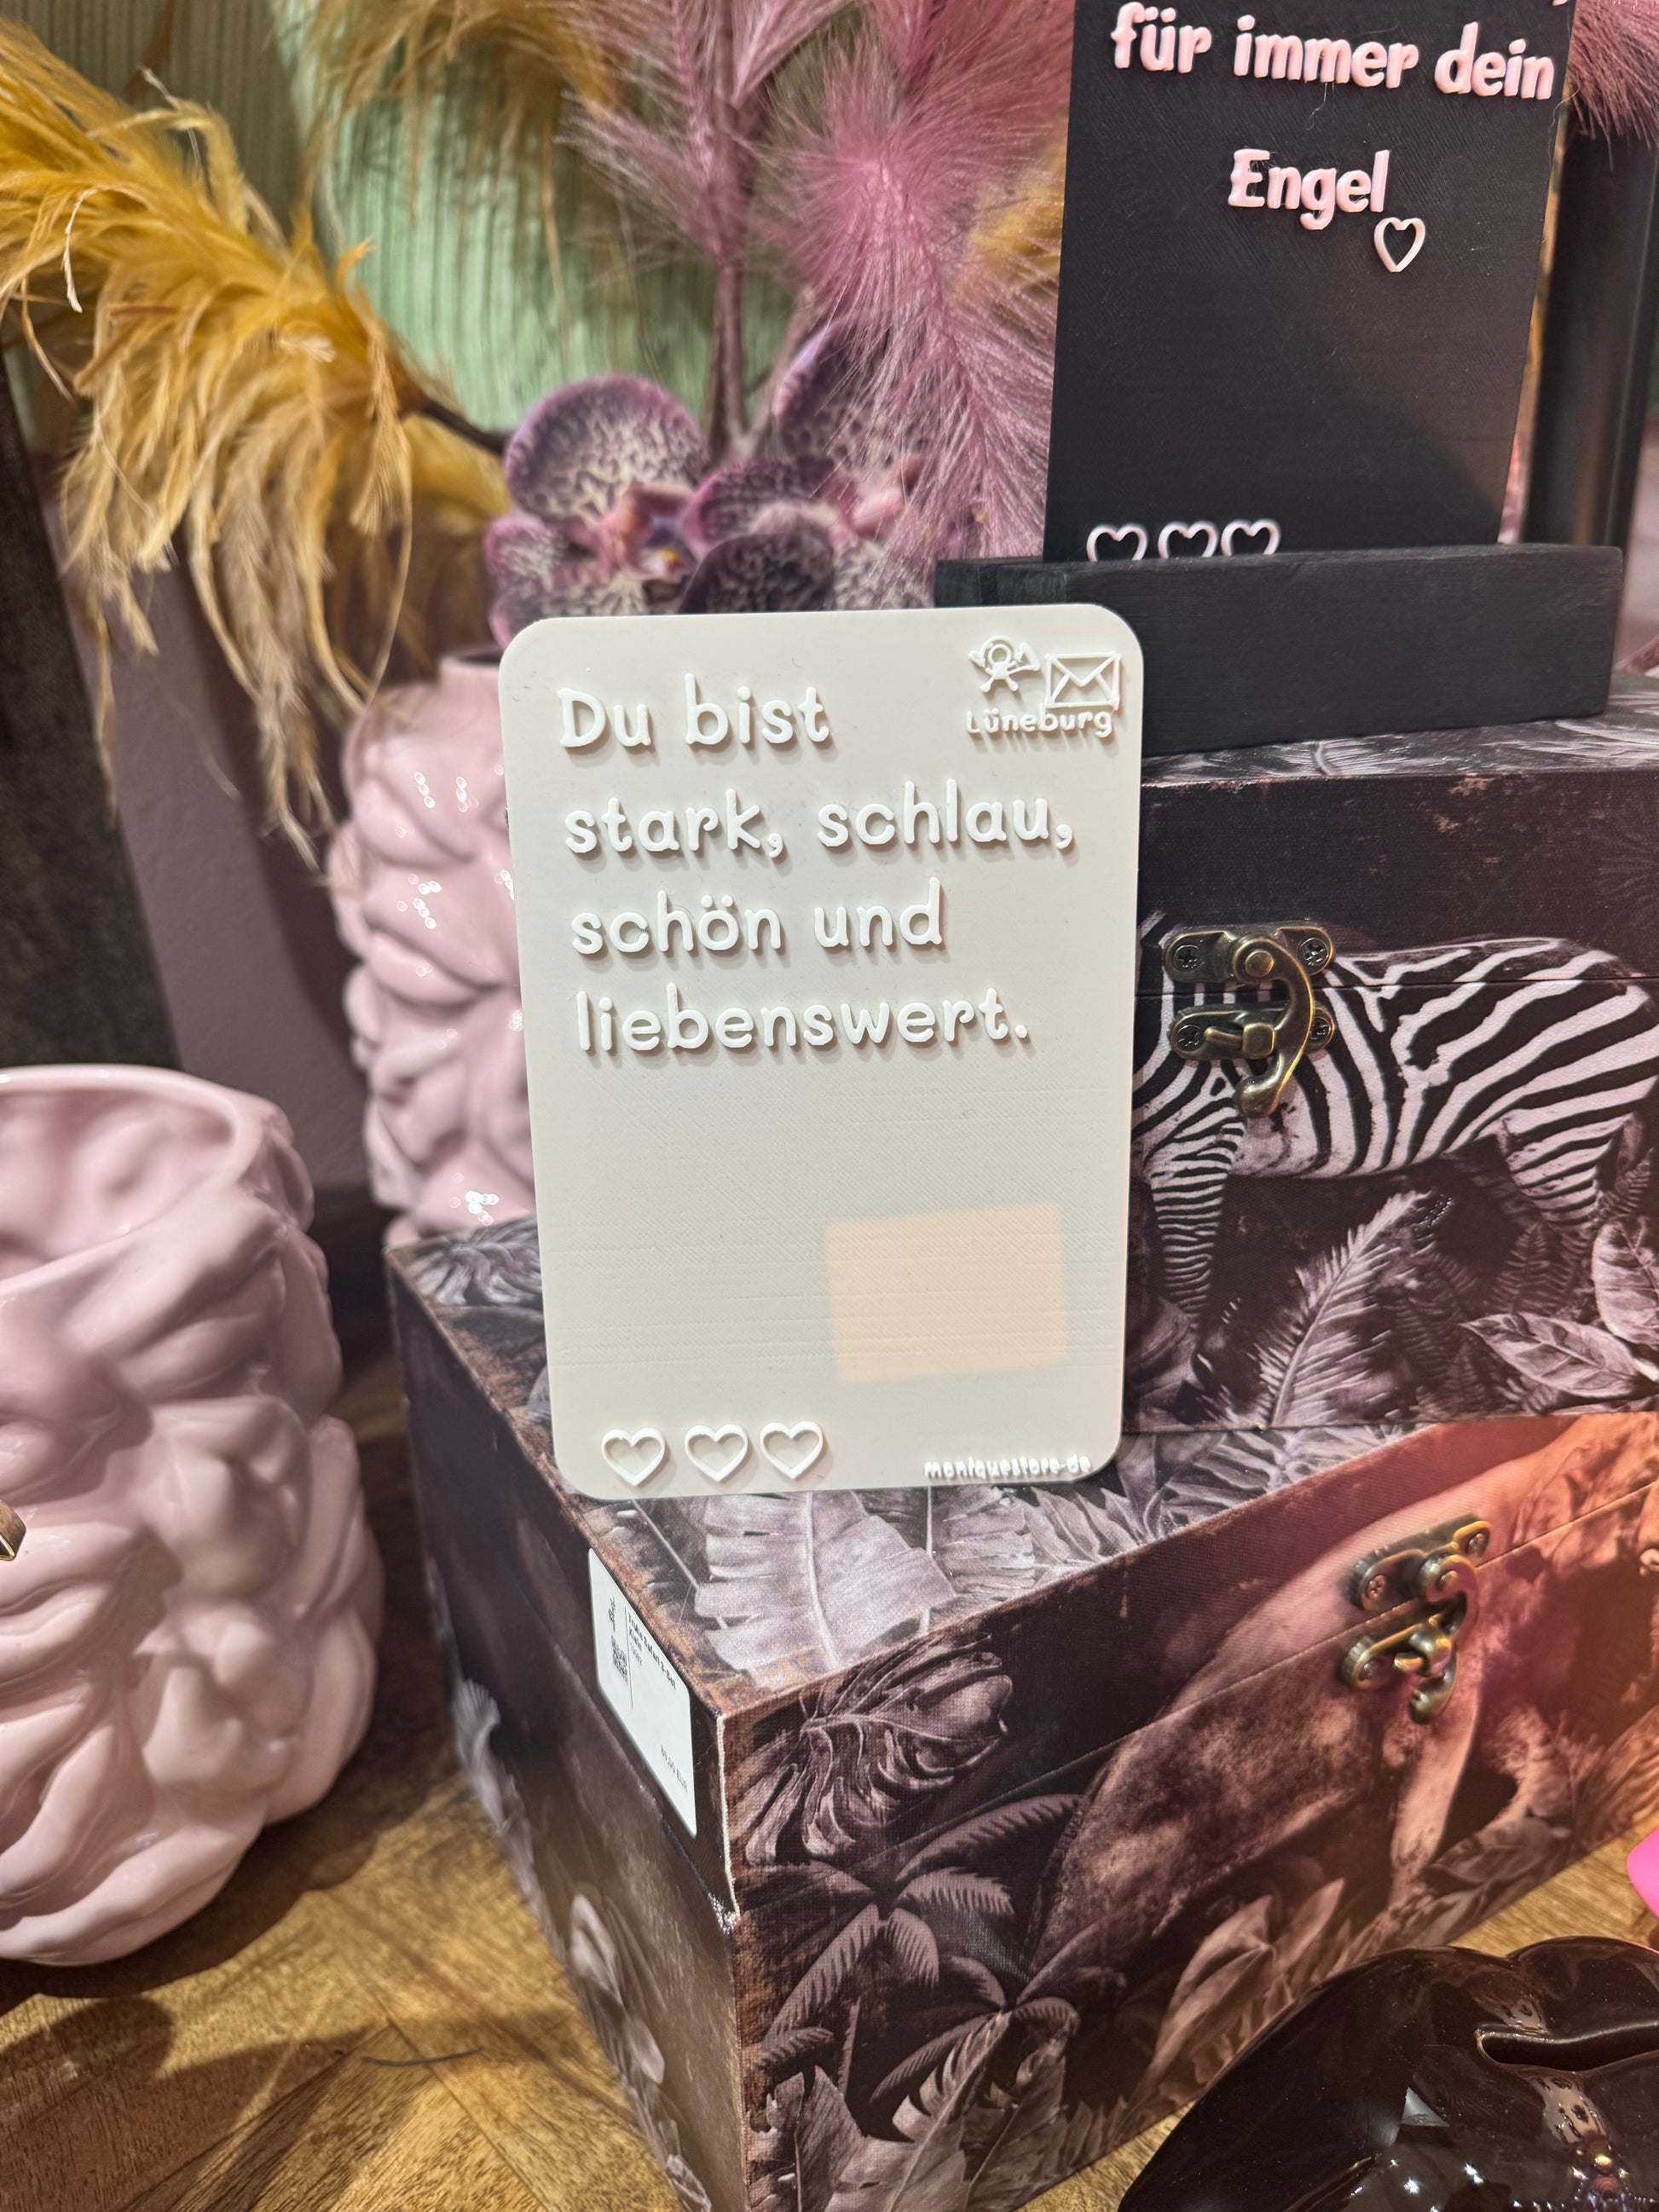 für immer dein
Engel
Du bist
Lüneburg
stark, schlau,
schön und
liebenswert.
moniquestore.de